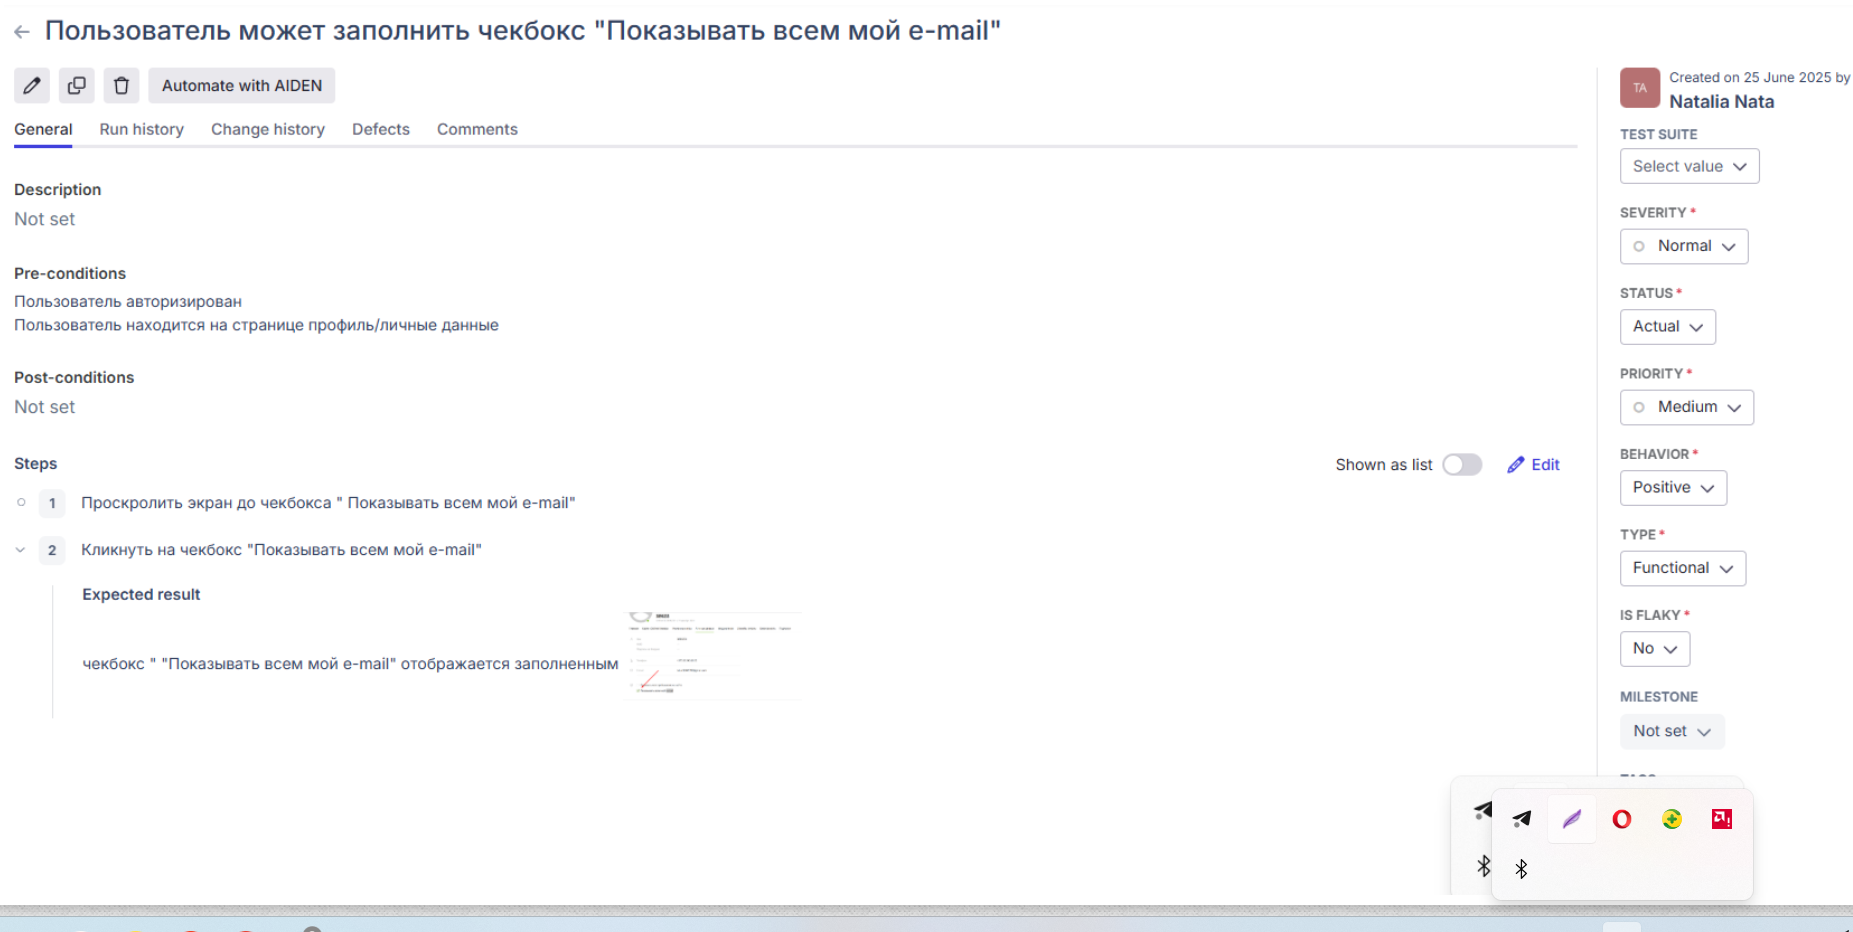 Пользователь может заполнить чекбокс "Показывать всем мой e-mail"
Automate with AIDEN
General Run history Change history Defects Comments
Description
Not set
Pre-conditions
Пользователь авторизирован
Пользователь находится на странице профиль/личные данные
Post-conditions
Not set
Steps
Shown as list Edit
1 Проскролить экран до чекбокса " Показывать всем мой e-mail"
2 Кликнуть на чекбокс "Показывать всем мой e-mail"
Expected result
чекбокс " "Показывать всем мой e-mail" отображается заполненным
TA
Created on 25 June 2025 by
Natalia Nata
TEST SUITE
Select value
SEVERITY *
Normal
STATUS *
Actual
PRIORITY *
Medium
BEHAVIOR *
Positive
TYPE *
Functional
IS FLAKY *
No
MILESTONE
Not set